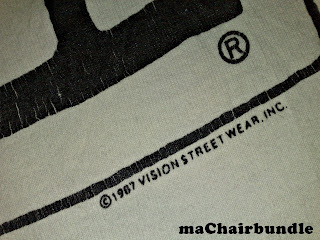 ®
©1987 VISION STREET WEAR, INC.
maChairbundle